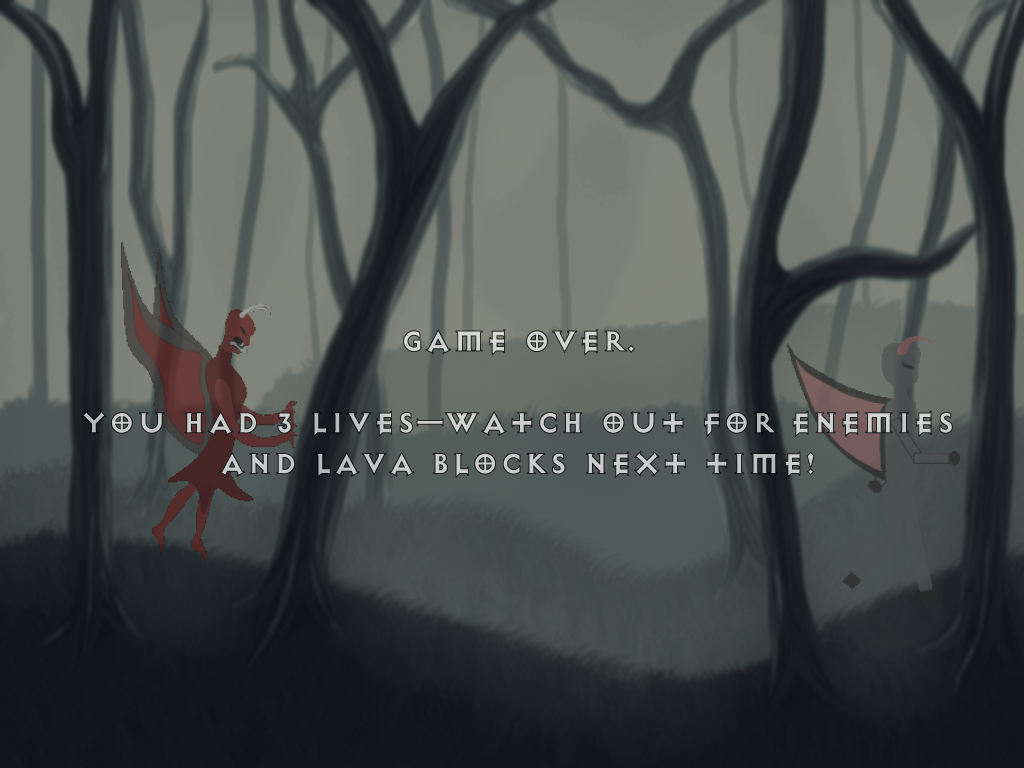 GAME OVER.
YOU HAD 3 LIVES—WATCH OUT FOR ENEMIES
AND LAVA BLOCKS NEXT TIME!